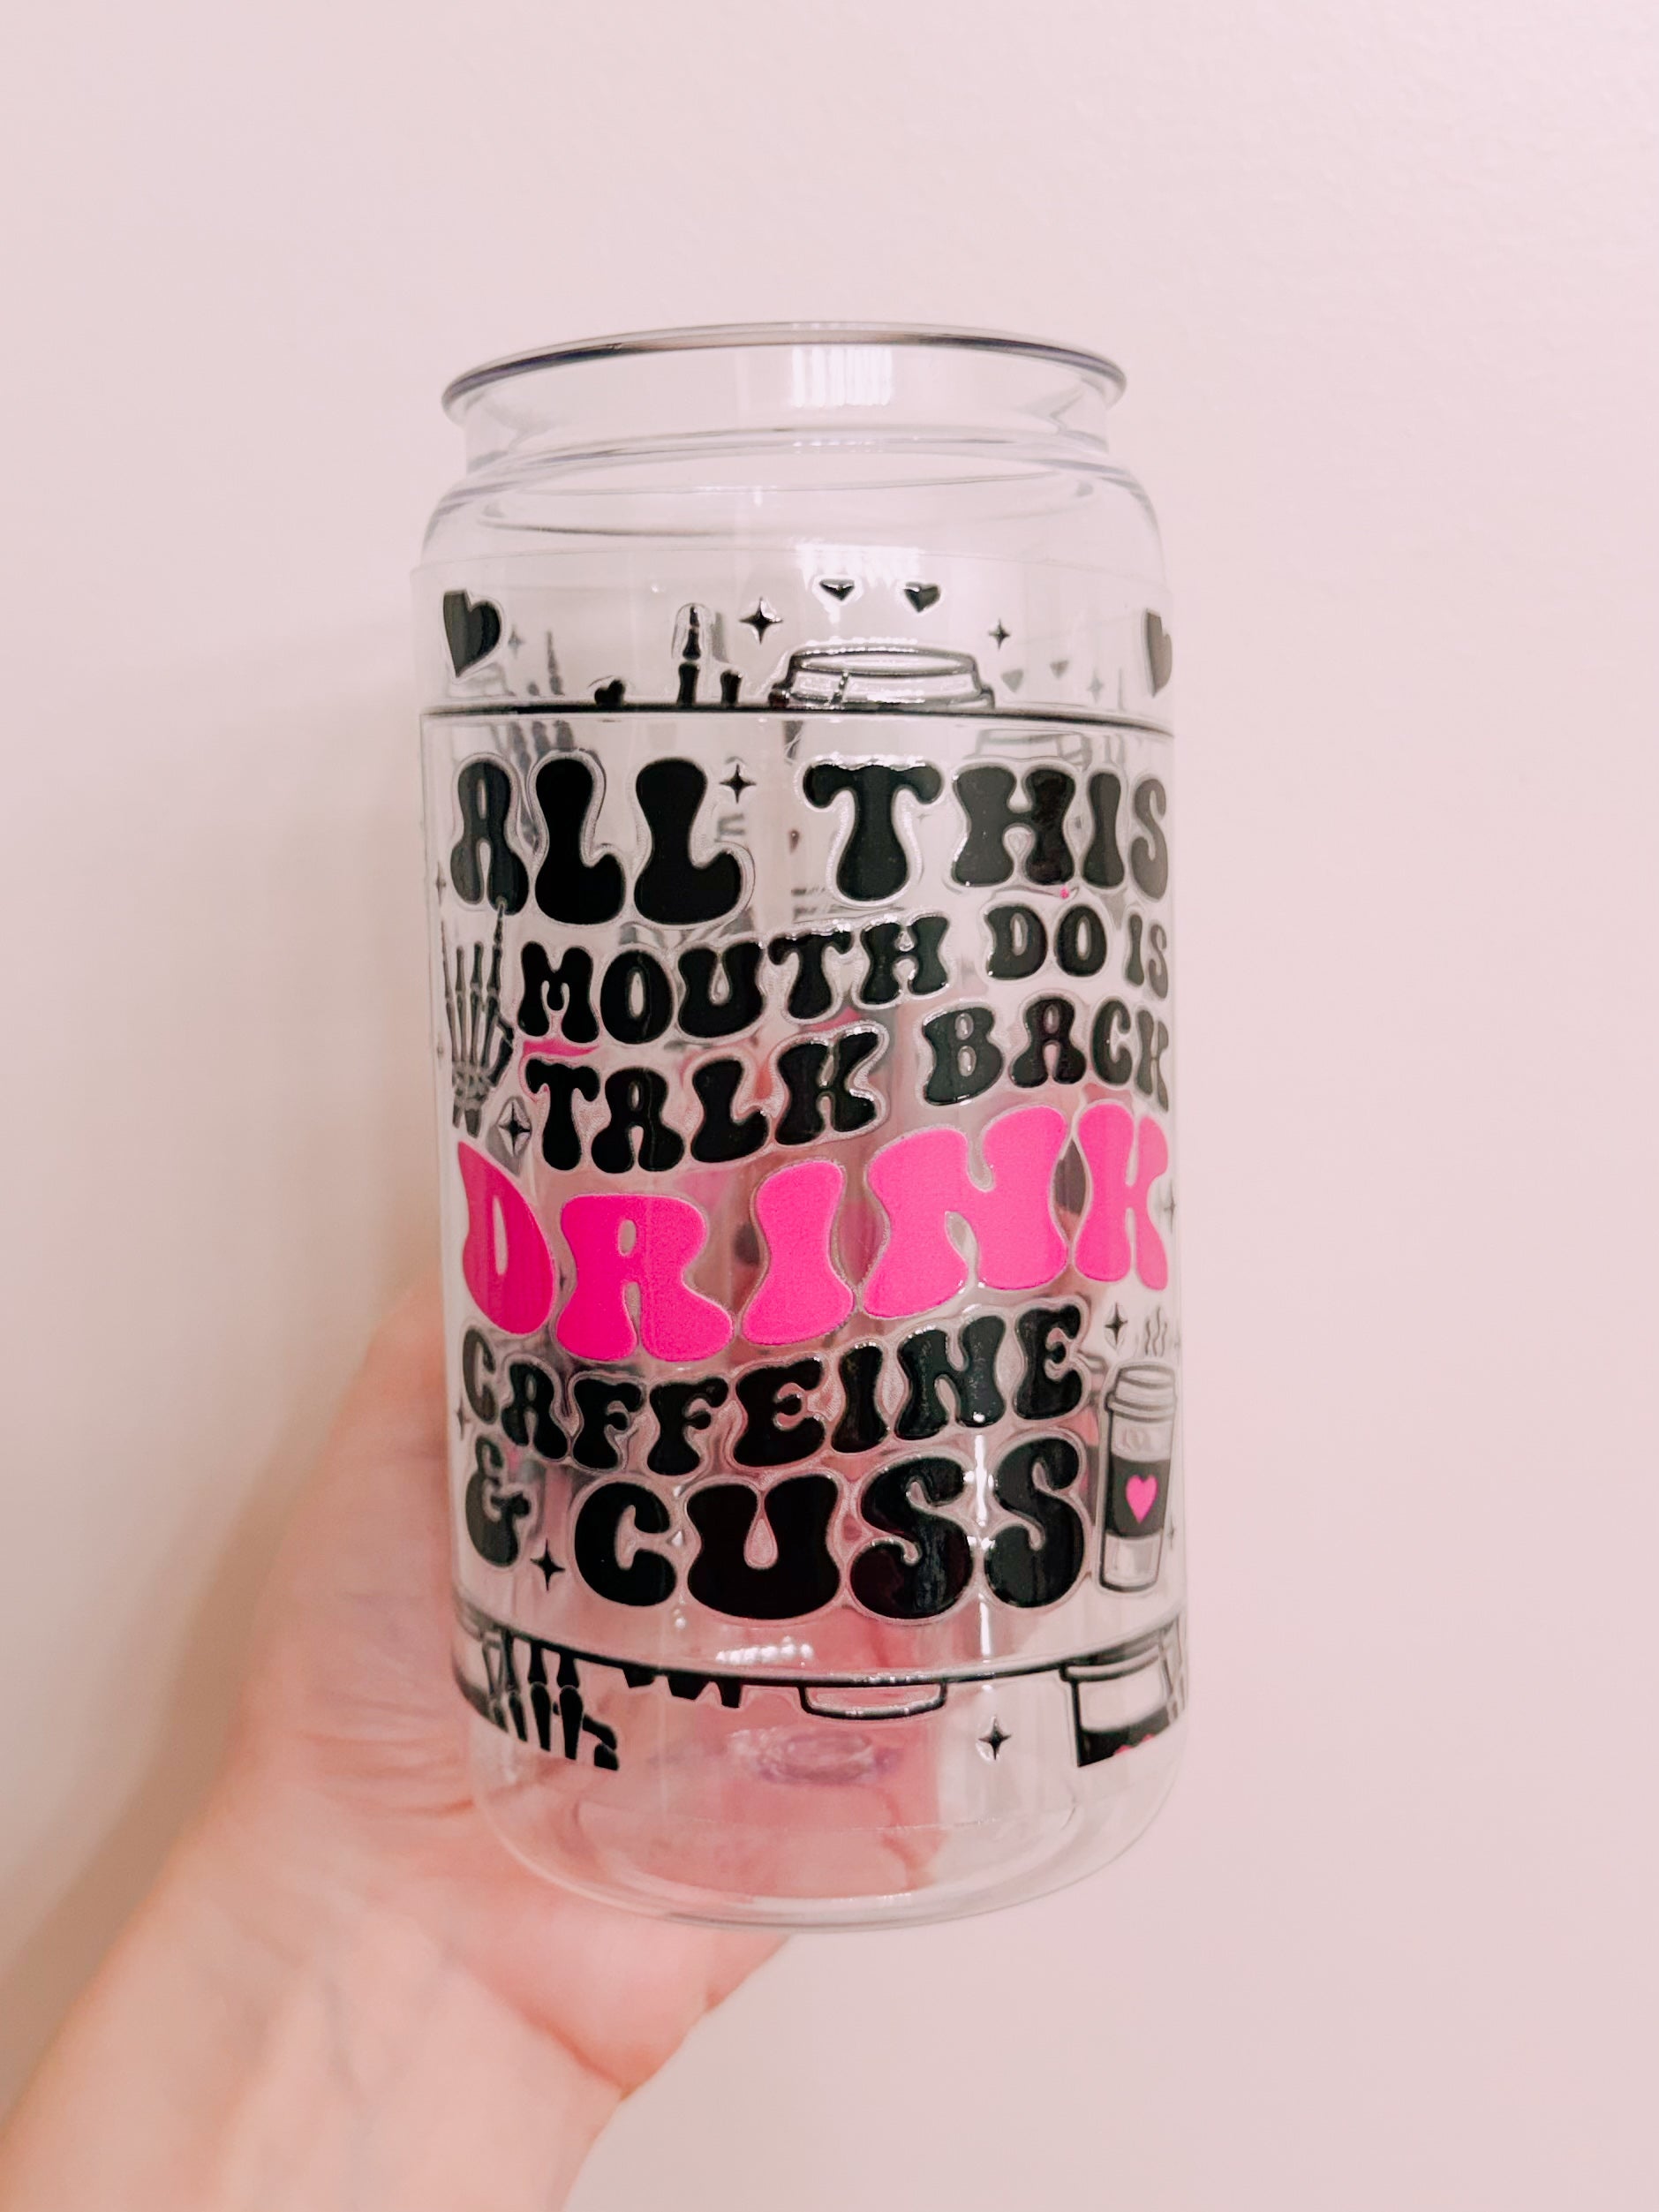 ALL THIS
MOUTH DO IS
TALK BACK
DRINK
CAFFEINE
& CUSS